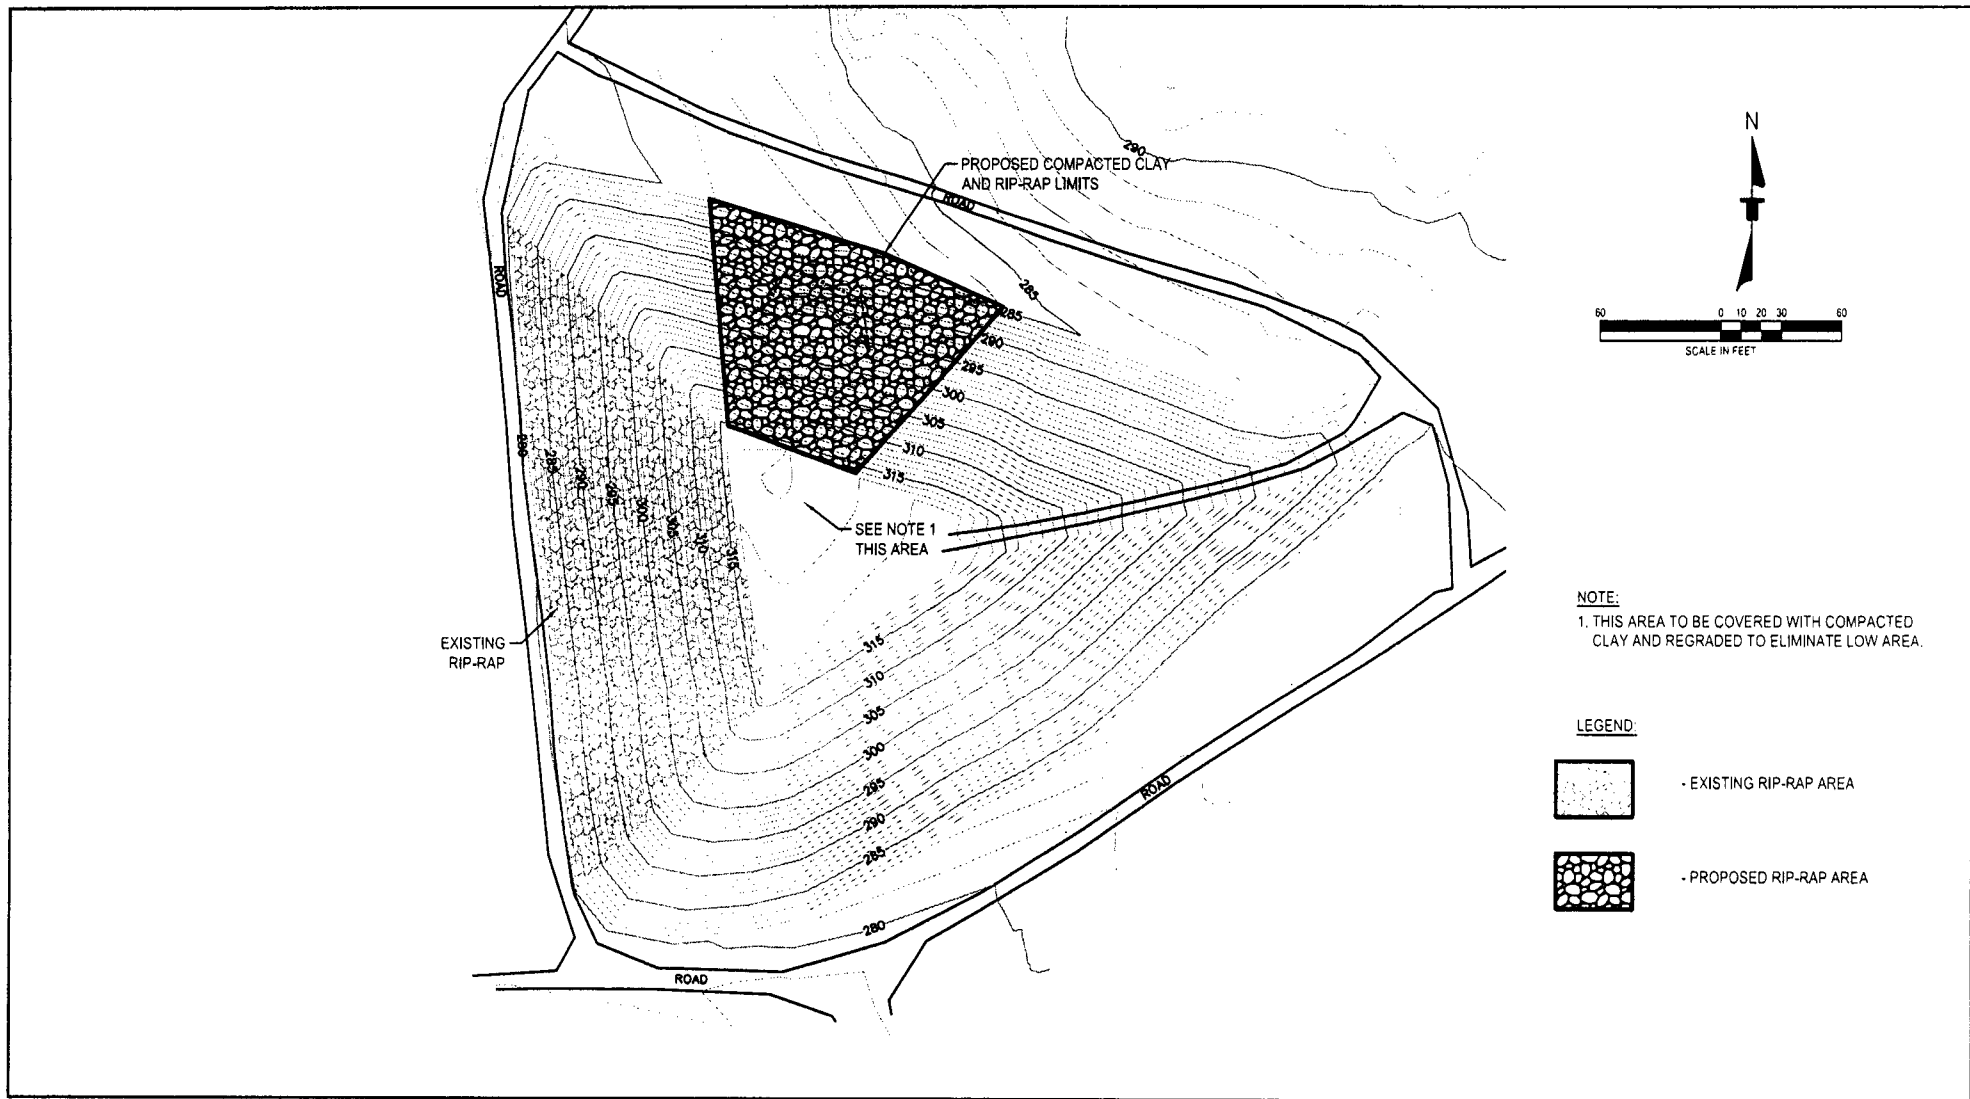 290
PROPOSED COMPACTED CLAY
AND RIP-RAP LIMITS
ROAD
N
60 0 10 20 30 60
SCALE IN FEET
ROAD
285
285
290
295
300
305
310
315
280
285
290
295
300
305
310
315
SEE NOTE 1
THIS AREA
EXISTING
RIP-RAP
315
310
305
300
295
290
285
280
ROAD
ROAD
NOTE:
1. THIS AREA TO BE COVERED WITH COMPACTED
CLAY AND REGRADED TO ELIMINATE LOW AREA.
LEGEND:
- EXISTING RIP-RAP AREA
- PROPOSED RIP-RAP AREA